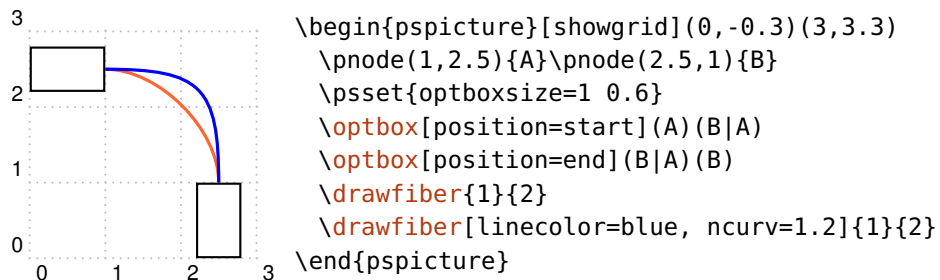 3
2
1
0
0 1 2 3
\begin{pspicture}[showgrid](0,-0.3)(3,3.3)
\pnode(1,2.5){A}\pnode(2.5,1){B}
\psset{optboxsize=1 0.6}
\optbox[position=start](A)(B|A)
\optbox[position=end](B|A)(B)
\drawfiber{1}{2}
\drawfiber[linecolor=blue, ncurv=1.2]{1}{2}
\end{pspicture}